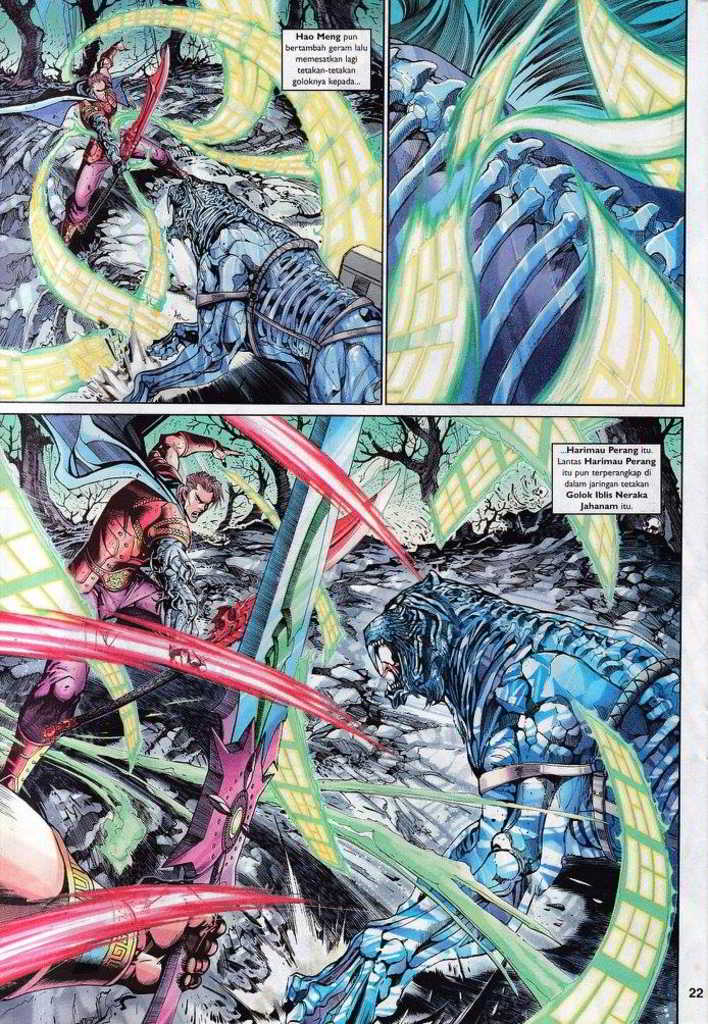 Hao Meng pun
bertambah geram lalu
memesatkan lagi
tetakan-tetakan
goloknya kepada...
...Harimau Perang itu.
Lantas Harimau Perang
itu pun terperangkap di
dalam jaringan tetakan
Golok Iblis Neraka
Jahanam itu.
22